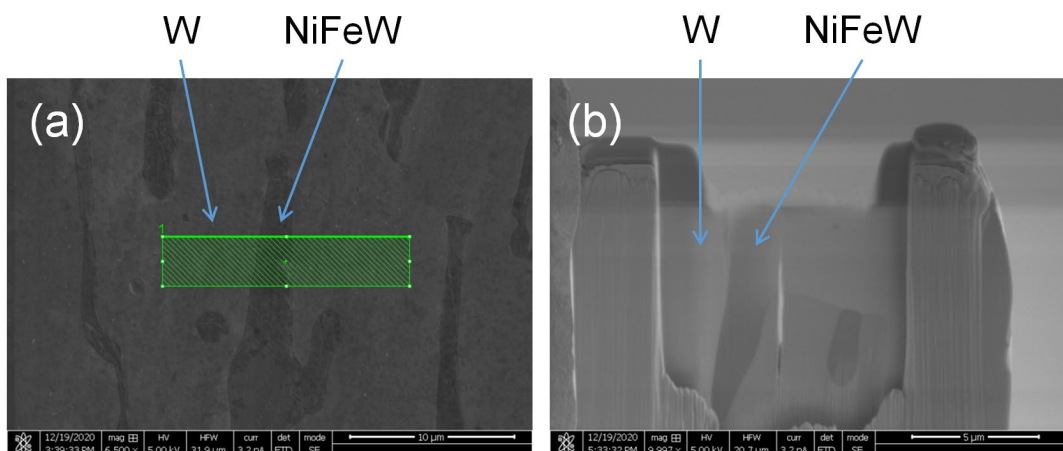 W NiFeW W NiFeW
(a) (b)
1
12/19/2020 mag HV HFW curr det mode 10 µm
3:39:33 PM 6,500 x 5.00 kV 31.9 µm 3.2 nA ETD SE
12/19/2020 mag HV HFW curr det mode 5 µm
5:33:32 PM 9,997 x 5.00 kV 20.7 µm 3.2 nA ETD SE